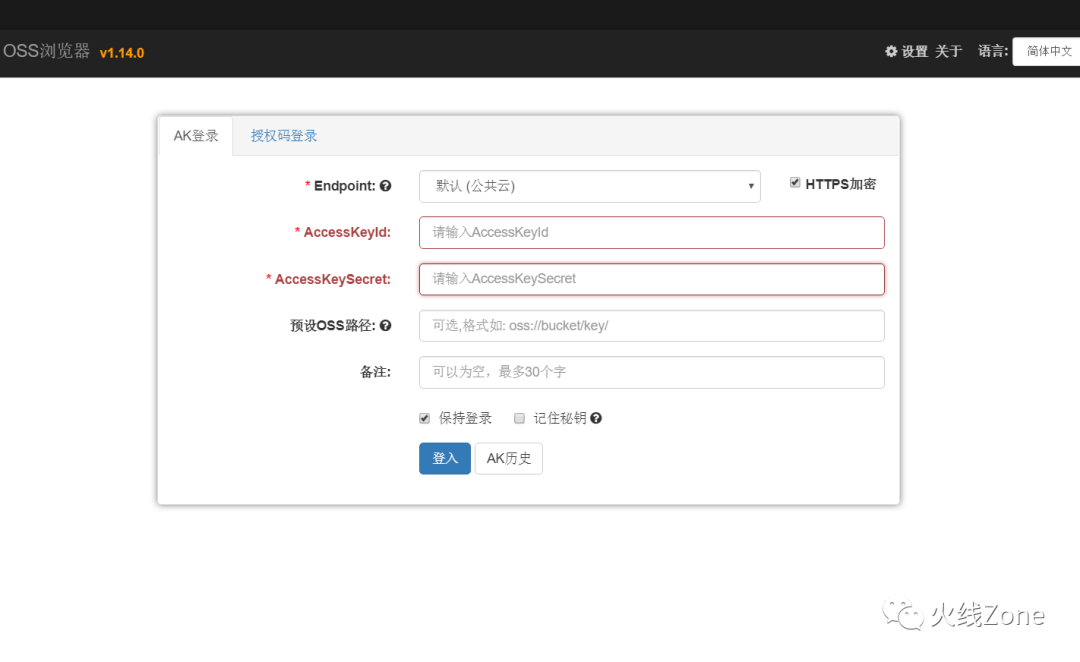 OSS浏览器 v1.14.0 设置 关于 语言: 简体中文
AK登录 授权码登录
* Endpoint: 默认 (公共云) HTTPS加密
* AccessKeyId: 请输入AccessKeyId
* AccessKeySecret: 请输入AccessKeySecret
预设OSS路径: 可选,格式如: oss://bucket/key/
备注: 可以为空，最多30个字
保持登录 记住秘钥
登入 AK历史
火线Zone